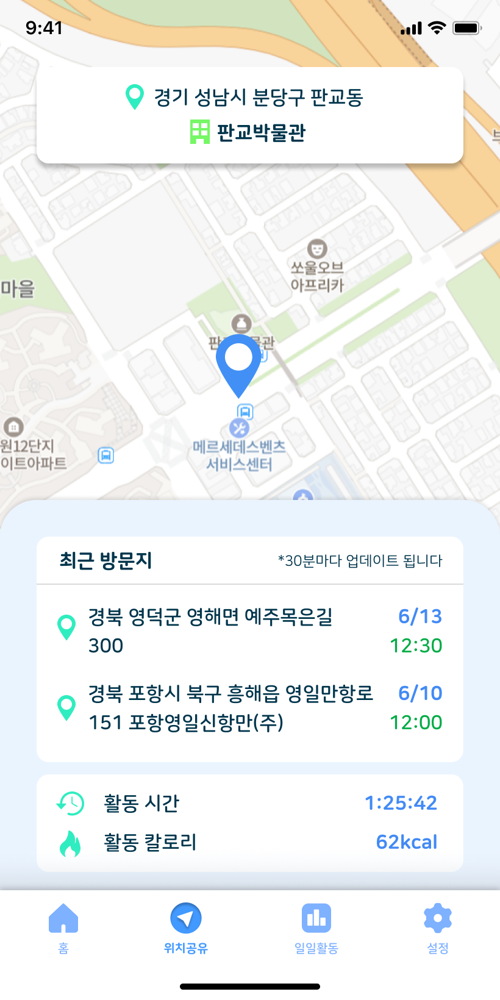 9:41
경기 성남시 분당구 판교동
판교박물관
쏘울오브
아프리카
마을
메르세데스벤츠
서비스센터
원12단지
이트아파트
최근 방문지
*30분마다 업데이트 됩니다
경북 영덕군 영해면 예주목은길
6/13
300
12:30
경북 포항시 북구 흥해읍 영일만항로
6/10
151 포항영일신항만(주)
12:00
활동 시간
1:25:42
활동 칼로리
62kcal
홈
위치공유
일일활동
설정